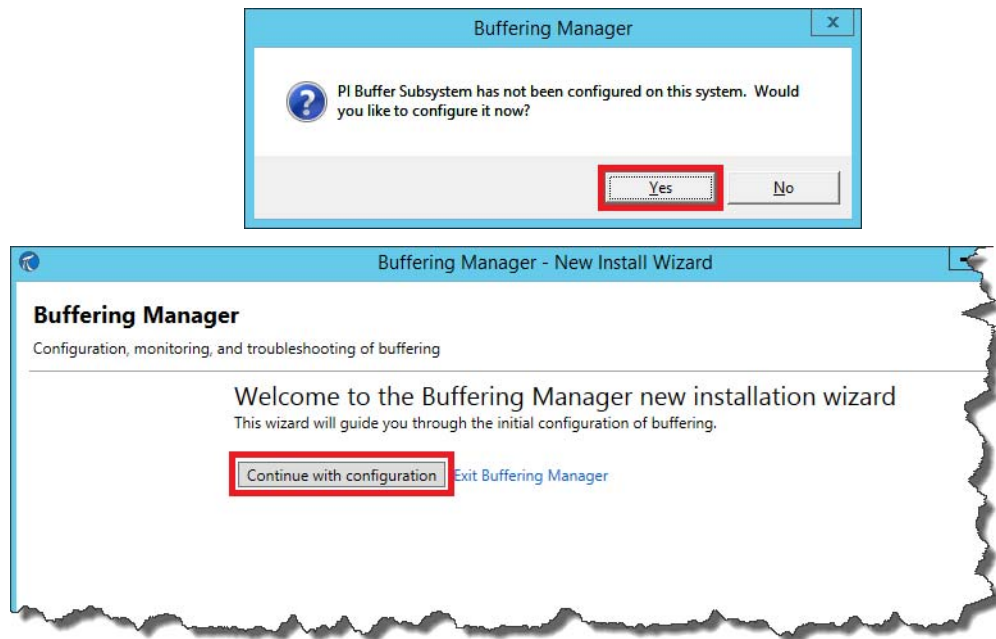 Buffering Manager
x
PI Buffer Subsystem has not been configured on this system. Would
you like to configure it now?
Yes
No
Buffering Manager - New Install Wizard
Buffering Manager
Configuration, monitoring, and troubleshooting of buffering
Welcome to the Buffering Manager new installation wizard
This wizard will guide you through the initial configuration of buffering.
Continue with configuration Exit Buffering Manager